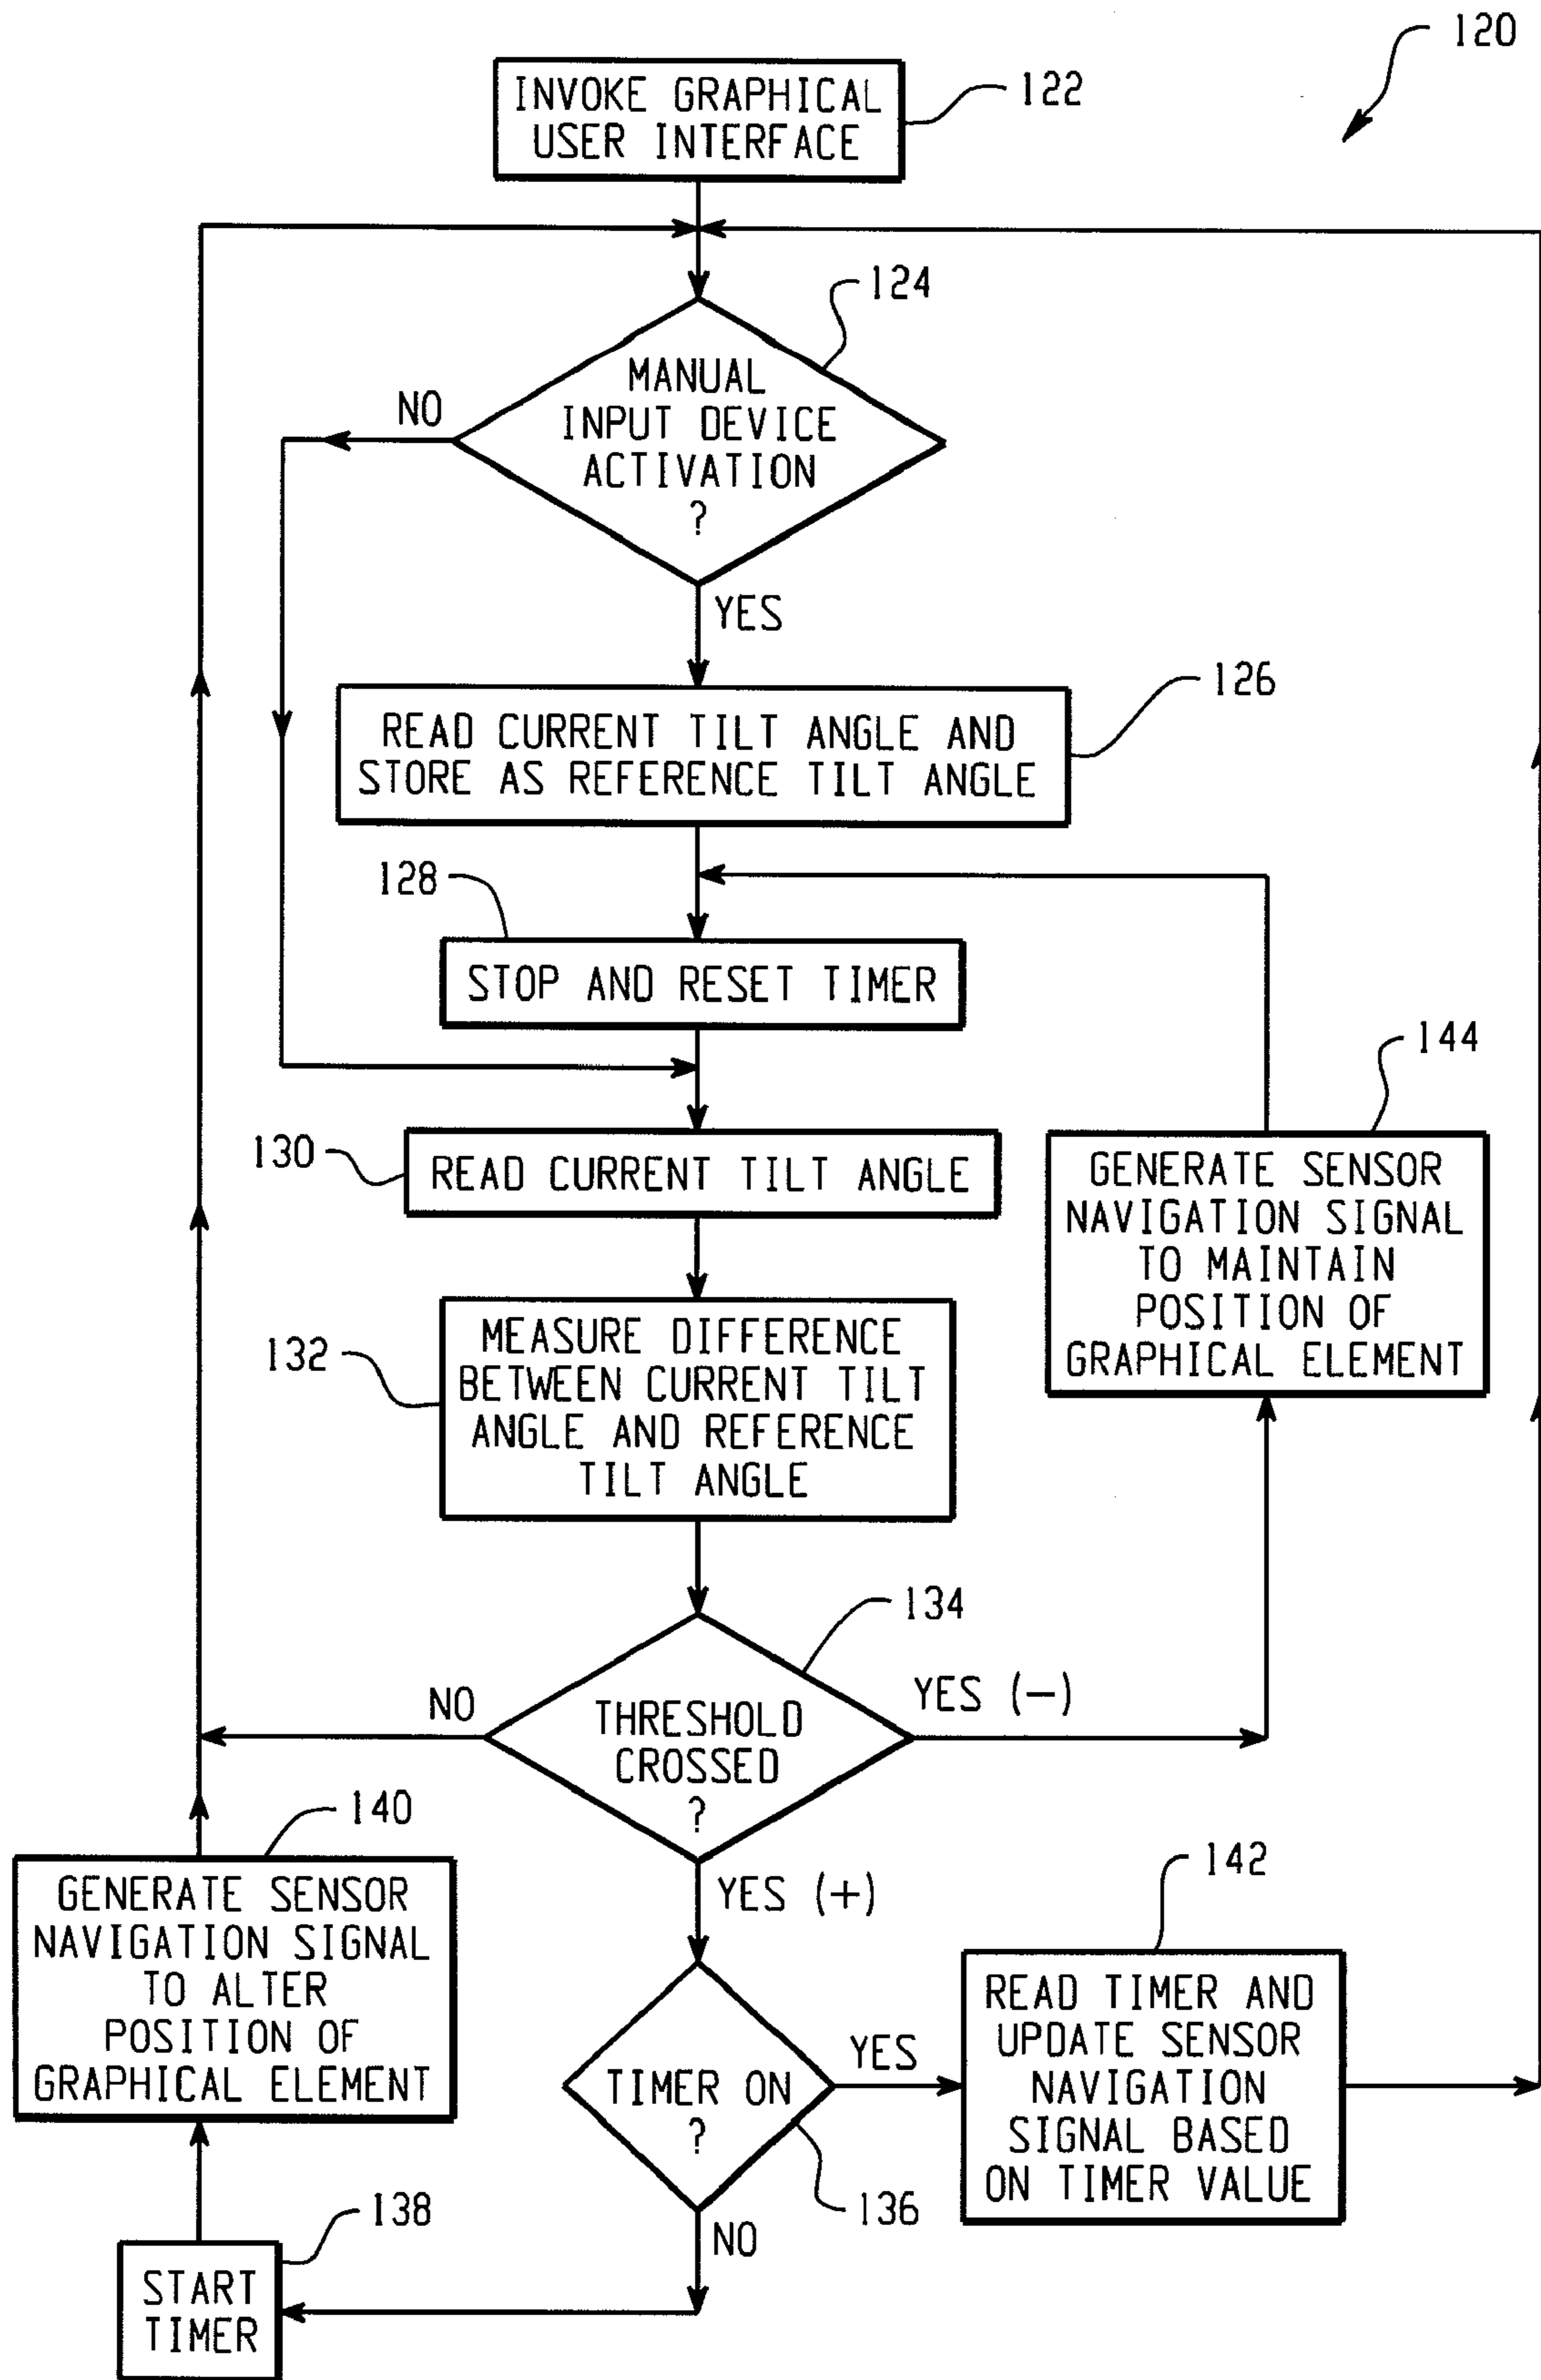 120
INVOKE GRAPHICAL
USER INTERFACE
122
124
MANUAL
INPUT DEVICE
ACTIVATION
?
NO
YES
126
READ CURRENT TILT ANGLE AND
STORE AS REFERENCE TILT ANGLE
128
STOP AND RESET TIMER
144
130
READ CURRENT TILT ANGLE
GENERATE SENSOR
NAVIGATION SIGNAL
TO MAINTAIN
POSITION OF
GRAPHICAL ELEMENT
132
MEASURE DIFFERENCE
BETWEEN CURRENT TILT
ANGLE AND REFERENCE
TILT ANGLE
134
NO
THRESHOLD
CROSSED
?
YES (−)
YES (+)
140
GENERATE SENSOR
NAVIGATION SIGNAL
TO ALTER
POSITION OF
GRAPHICAL ELEMENT
142
READ TIMER AND
UPDATE SENSOR
NAVIGATION
SIGNAL BASED
ON TIMER VALUE
YES
TIMER ON
?
136
NO
138
START
TIMER